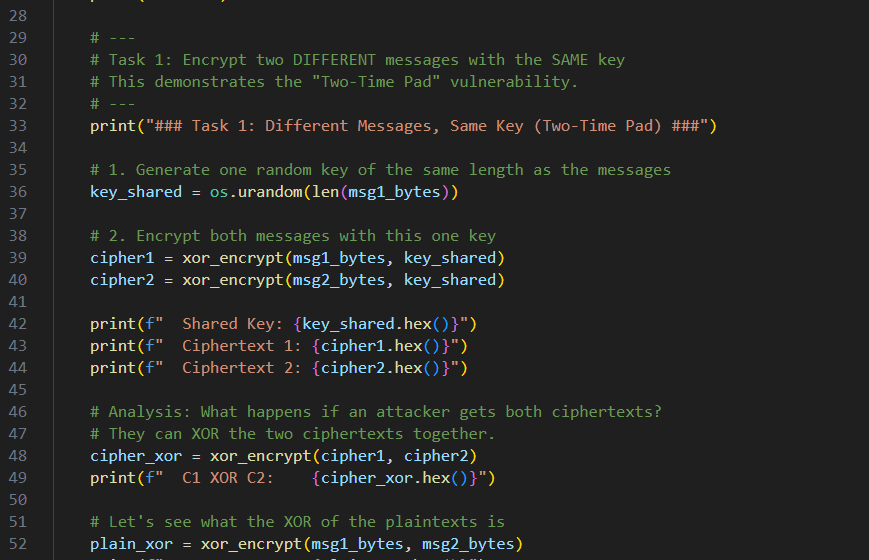 28
29 # ---
30 # Task 1: Encrypt two DIFFERENT messages with the SAME key
31 # This demonstrates the "Two-Time Pad" vulnerability.
32 # ---
33 print("### Task 1: Different Messages, Same Key (Two-Time Pad) ###")
34
35 # 1. Generate one random key of the same length as the messages
36 key_shared = os.urandom(len(msg1_bytes))
37
38 # 2. Encrypt both messages with this one key
39 cipher1 = xor_encrypt(msg1_bytes, key_shared)
40 cipher2 = xor_encrypt(msg2_bytes, key_shared)
41
42 print(f"  Shared Key: {key_shared.hex()}")
43 print(f"  Ciphertext 1: {cipher1.hex()}")
44 print(f"  Ciphertext 2: {cipher2.hex()}")
45
46 # Analysis: What happens if an attacker gets both ciphertexts?
47 # They can XOR the two ciphertexts together.
48 cipher_xor = xor_encrypt(cipher1, cipher2)
49 print(f"  C1 XOR C2:    {cipher_xor.hex()}")
50
51 # Let's see what the XOR of the plaintexts is
52 plain_xor = xor_encrypt(msg1_bytes, msg2_bytes)